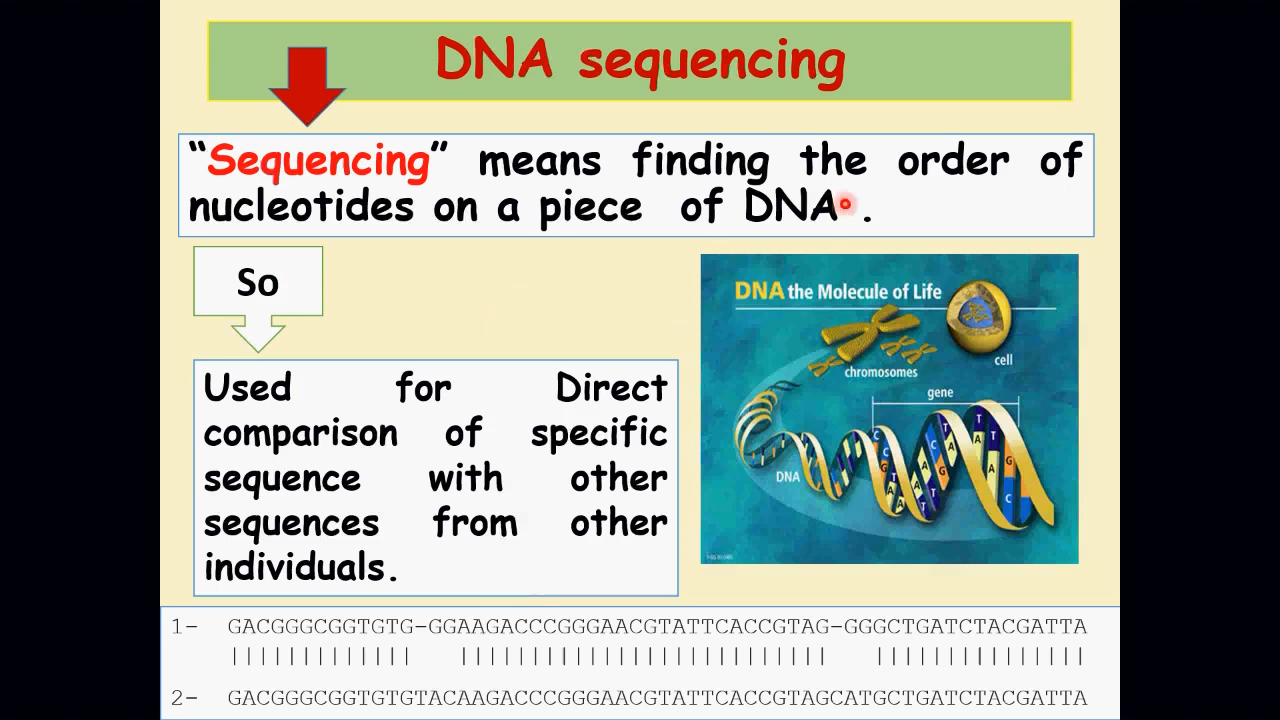 DNA sequencing
“Sequencing” means finding the order of
nucleotides on a piece of DNA .
So
Used for Direct
comparison of specific
sequence with other
sequences from other
individuals.
DNA the Molecule of Life
cell
chromosomes
gene
DNA
1- GACGGGCGGTGTG-GGAAGACCCGGGAACGTATTCACCGTAG-GGGCTGATCTACGATTA
||||||||||||| |||||||||||||||||||||||||| |||||||||||||||
2- GACGGGCGGTGTGTACAAGACCCGGGAACGTATTCACCGTAGCATGCTGATCTACGATTA